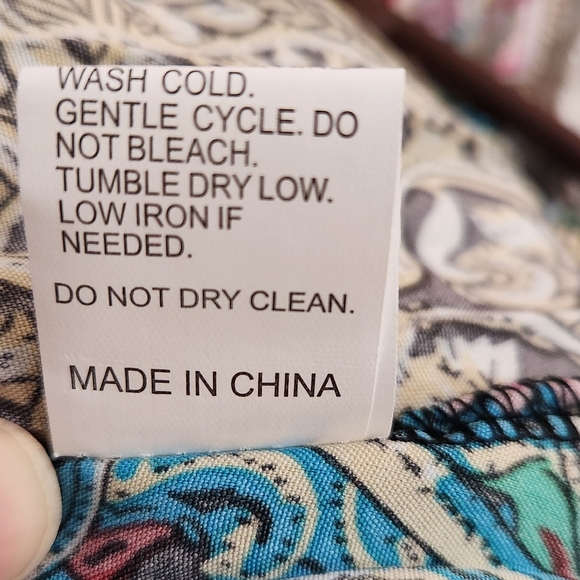 WASH COLD.
GENTLE CYCLE. DO
NOT BLEACH.
TUMBLE DRY LOW.
LOW IRON IF
NEEDED.
DO NOT DRY CLEAN.
MADE IN CHINA